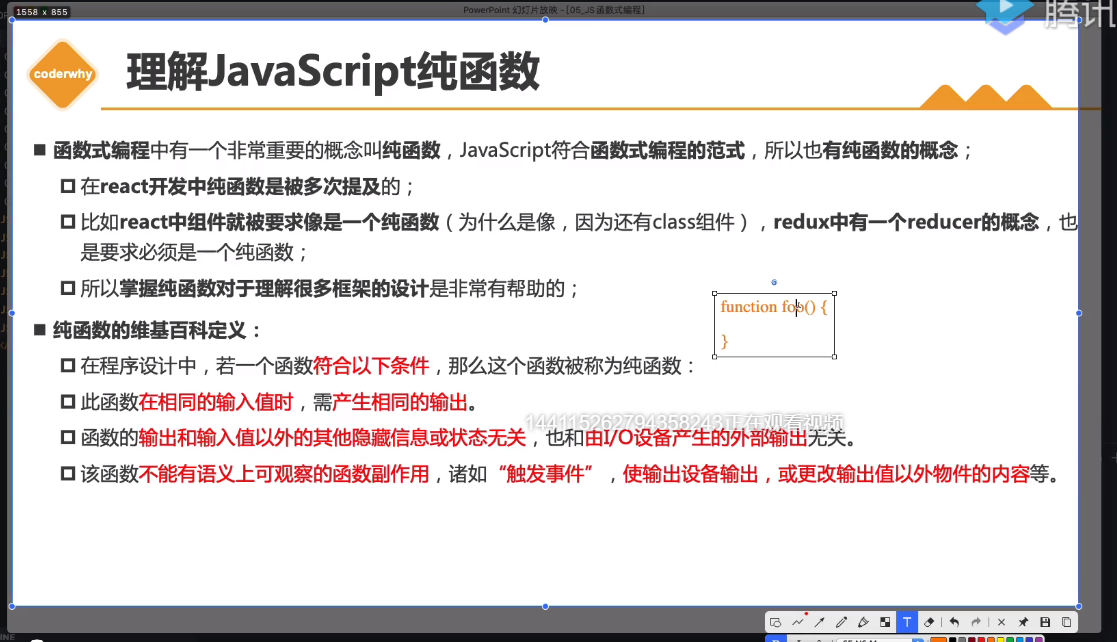 1558 x 855
PowerPoint 幻灯片放映 - [05_JS函数式编程]
腾讯
coderwhy
理解JavaScript纯函数
函数式编程中有一个非常重要的概念叫纯函数，JavaScript符合函数式编程的范式，所以也有纯函数的概念；
在react开发中纯函数是被多次提及的；
比如react中组件就被要求像是一个纯函数（为什么是像，因为还有class组件），redux中有一个reducer的概念，也
是要求必须是一个纯函数；
所以掌握纯函数对于理解很多框架的设计是非常有帮助的；
function foo() {
}
纯函数的维基百科定义：
在程序设计中，若一个函数符合以下条件，那么这个函数被称为纯函数：
此函数在相同的输入值时，需产生相同的输出。
144115262794358243正在观看视频
函数的输出和输入值以外的其他隐藏信息或状态无关，也和由I/O设备产生的外部输出无关。
该函数不能有语义上可观察的函数副作用，诸如“触发事件”，使输出设备输出，或更改输出值以外物件的内容等。
T